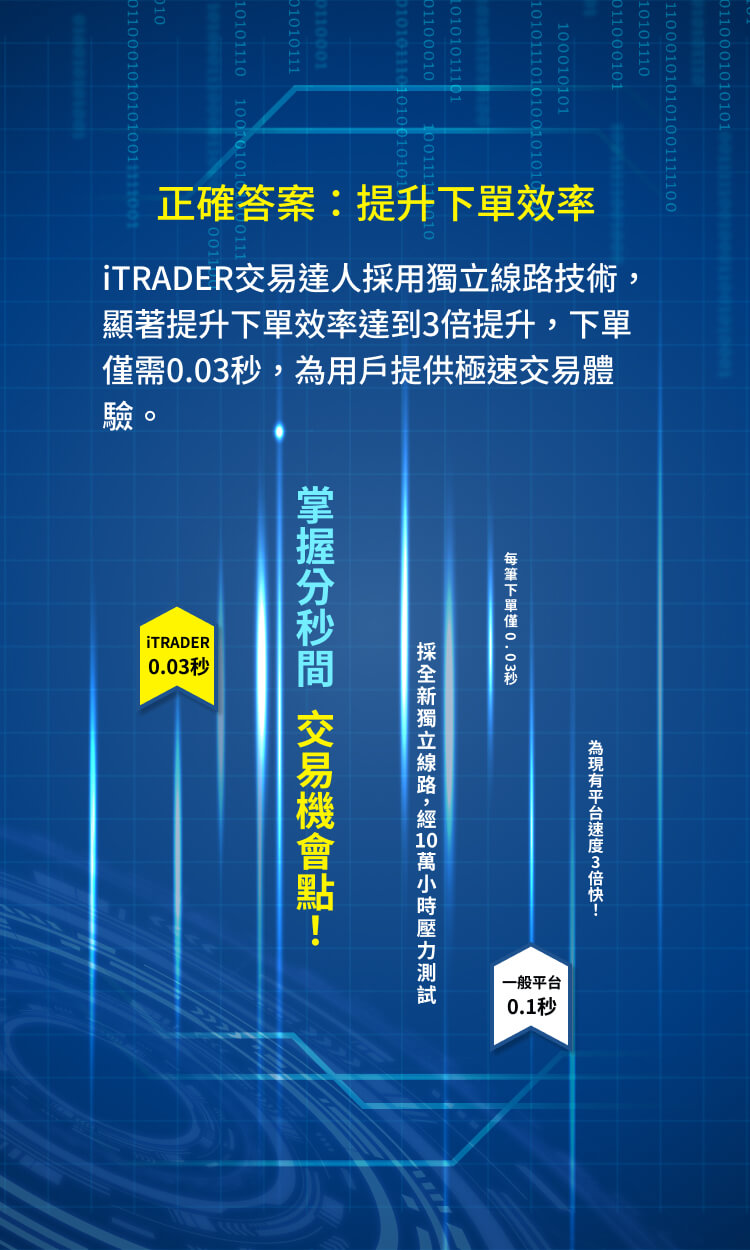 正確答案：提升下單效率
iTRADER交易達人採用獨立線路技術，
顯著提升下單效率達到3倍提升，下單
僅需0.03秒，為用戶提供極速交易體
驗。
掌握分秒間 交易機會點！
採全新獨立線路，經10萬小時壓力測試
每筆下單僅0.03秒
為現有平台速度3倍快！
iTRADER
0.03秒
一般平台
0.1秒